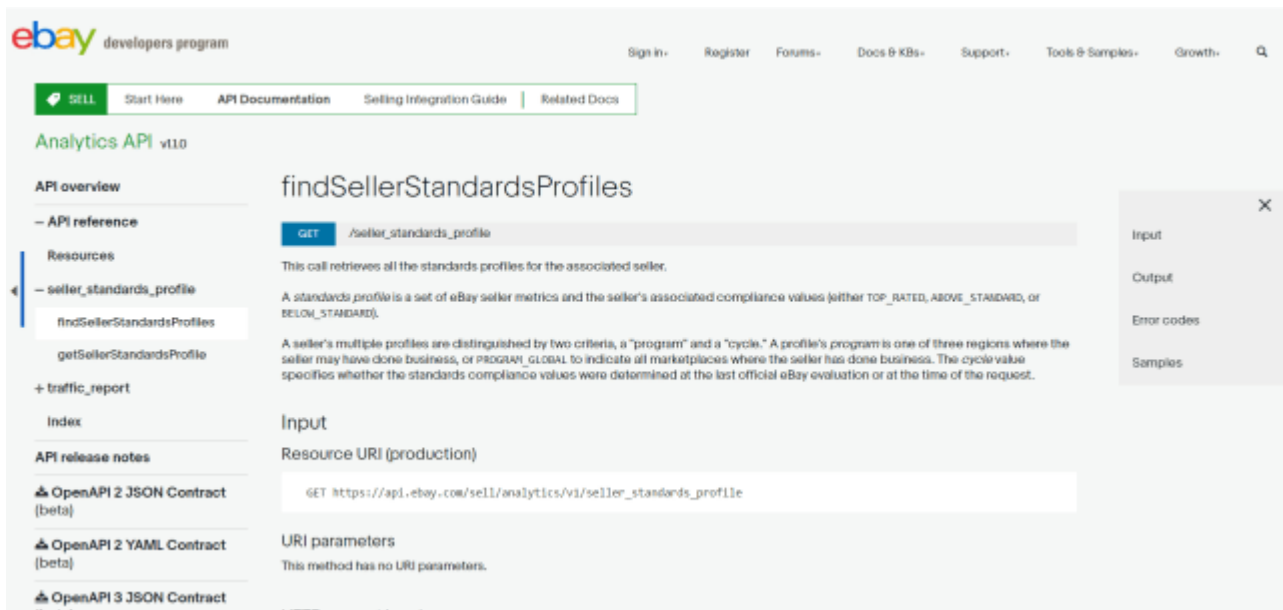 ebay developers program
Sign in Register Forums Docs & KBs Support Tools & Samples Growth
SELL Start Here API Documentation Selling Integration Guide Related Docs
Analytics API v1.1.0
API overview
– API reference
Resources
– seller_standards_profile
findSellerStandardsProfiles
getSellerStandardsProfile
+ traffic_report
Index
API release notes
OpenAPI 2 JSON Contract
(beta)
OpenAPI 2 YAML Contract
(beta)
OpenAPI 3 JSON Contract
findSellerStandardsProfiles
GET /seller_standards_profile
This call retrieves all the standards profiles for the associated seller.
A standards profile is a set of eBay seller metrics and the seller's associated compliance values (either TOP_RATED, ABOVE_STANDARD, or
BELOW_STANDARD).
A seller's multiple profiles are distinguished by two criteria, a "program" and a "cycle." A profile's program is one of three regions where the
seller may have done business, or PROGRAM_GLOBAL to indicate all marketplaces where the seller has done business. The cycle value
specifies whether the standards compliance values were determined at the last official eBay evaluation or at the time of the request.
Input
Resource URI (production)
GET https://api.ebay.com/sell/analytics/v1/seller_standards_profile
URI parameters
This method has no URI parameters.
Input
Output
Error codes
Samples